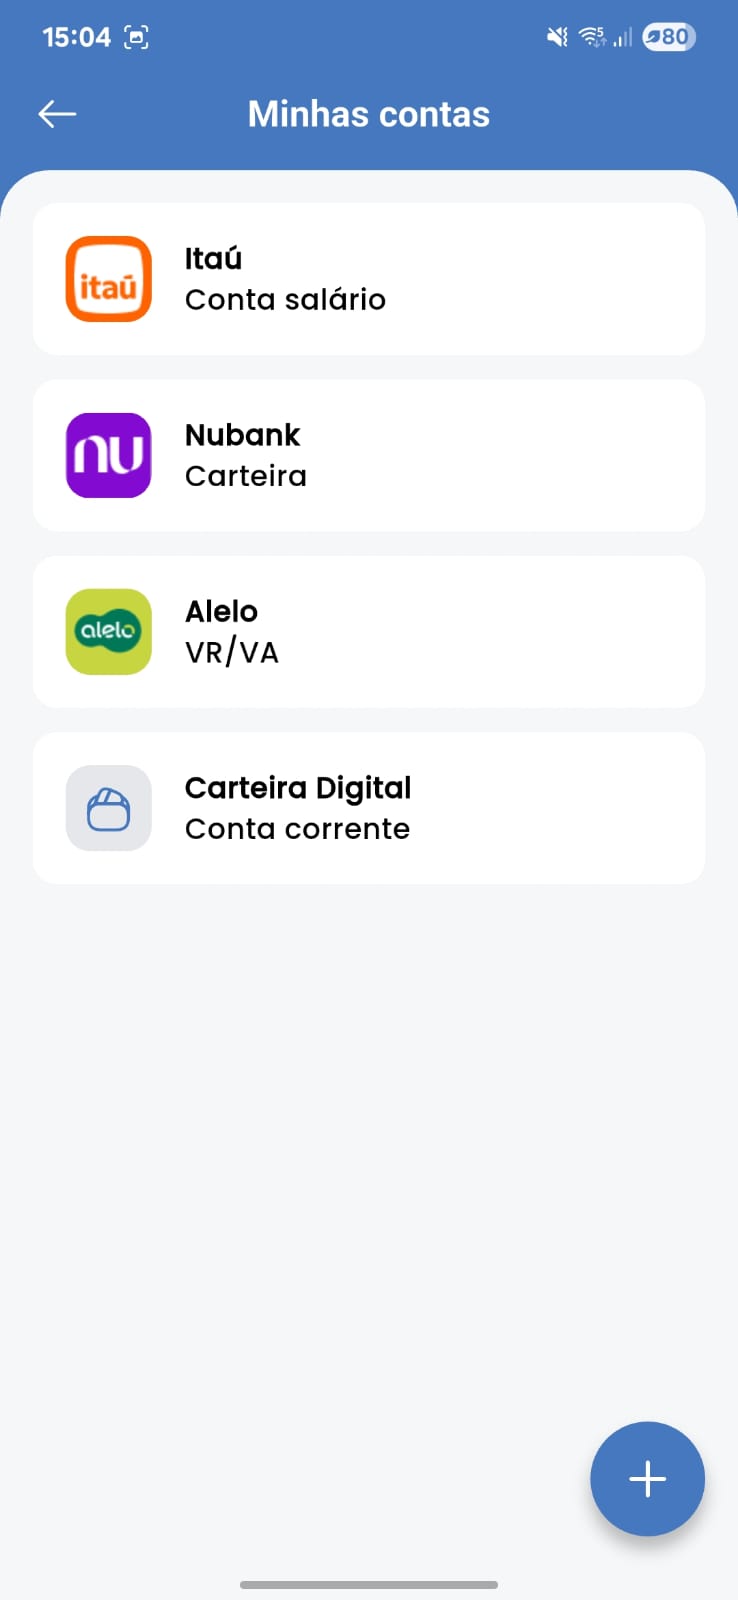 15:04
5
80
Minhas contas
itaú
Itaú
Conta salário
nu
Nubank
Carteira
alelo
Alelo
VR/VA
Carteira Digital
Conta corrente